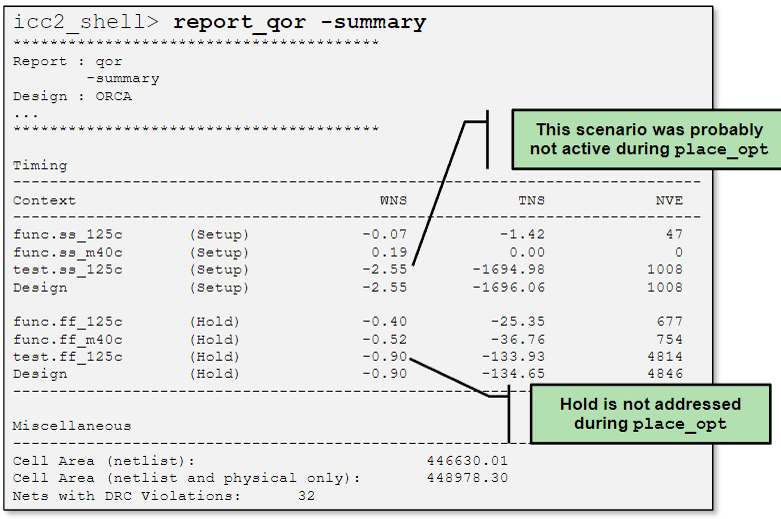 icc2_shell> report_qor -summary
****************************************
Report : qor
-summary
Design : ORCA
...
****************************************
This scenario was probably
not active during place_opt
Timing
--------------------------------------------------------------------------------
Context WNS TNS NVE
--------------------------------------------------------------------------------
func.ss_125c (Setup) -0.07 -1.42 47
func.ss_m40c (Setup) 0.19 0.00 0
test.ss_125c (Setup) -2.55 -1694.98 1008
Design (Setup) -2.55 -1696.06 1008
func.ff_125c (Hold) -0.40 -25.35 677
func.ff_m40c (Hold) -0.52 -36.76 754
test.ff_125c (Hold) -0.90 -133.93 4814
Design (Hold) -0.90 -134.65 4846
--------------------------------------------------------------------------------
Hold is not addressed
during place_opt
Miscellaneous
--------------------------------------------------------------------------------
Cell Area (netlist): 446630.01
Cell Area (netlist and physical only): 448978.30
Nets with DRC Violations: 32